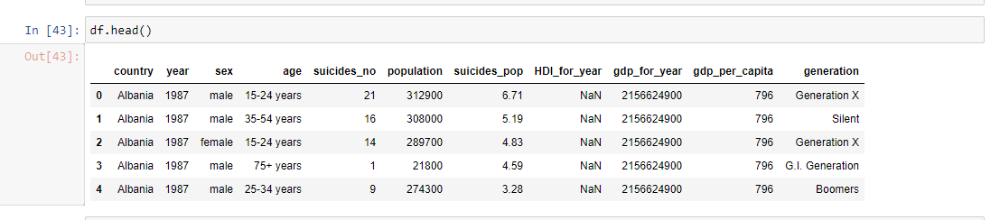 In [43]: df.head()
Out[43]:
country year sex age suicides_no population suicides_pop HDI_for_year gdp_for_year gdp_per_capita generation
0 Albania 1987 male 15-24 years 21 312900 6.71 NaN 2156624900 796 Generation X
1 Albania 1987 male 35-54 years 16 308000 5.19 NaN 2156624900 796 Silent
2 Albania 1987 female 15-24 years 14 289700 4.83 NaN 2156624900 796 Generation X
3 Albania 1987 male 75+ years 1 21800 4.59 NaN 2156624900 796 G.I. Generation
4 Albania 1987 male 25-34 years 9 274300 3.28 NaN 2156624900 796 Boomers